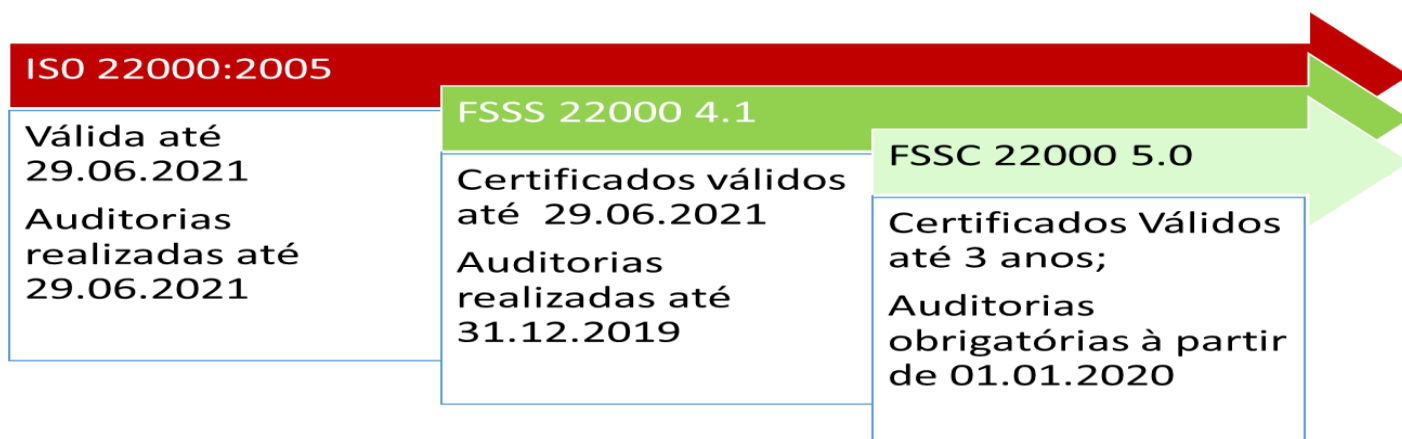 IS0 22000:2005
Válida até
29.06.2021
Auditorias
realizadas até
29.06.2021
FSSS 22000 4.1
Certificados válidos
até 29.06.2021
Auditorias
realizadas até
31.12.2019
FSSC 22000 5.0
Certificados Válidos
até 3 anos;
Auditorias
obrigatórias à partir
de 01.01.2020